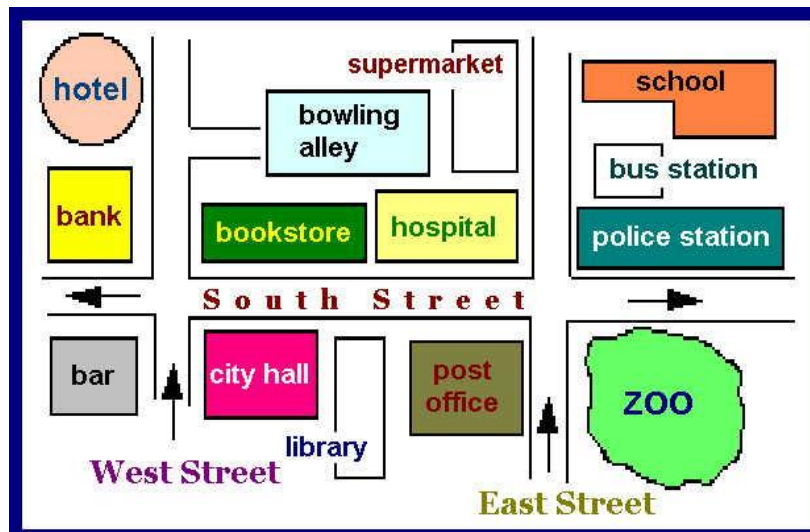 hotel
supermarket
school
bowling
alley
bus station
bank
bookstore
hospital
police station
South Street
bar
city hall
post
office
ZOO
library
West Street
East Street